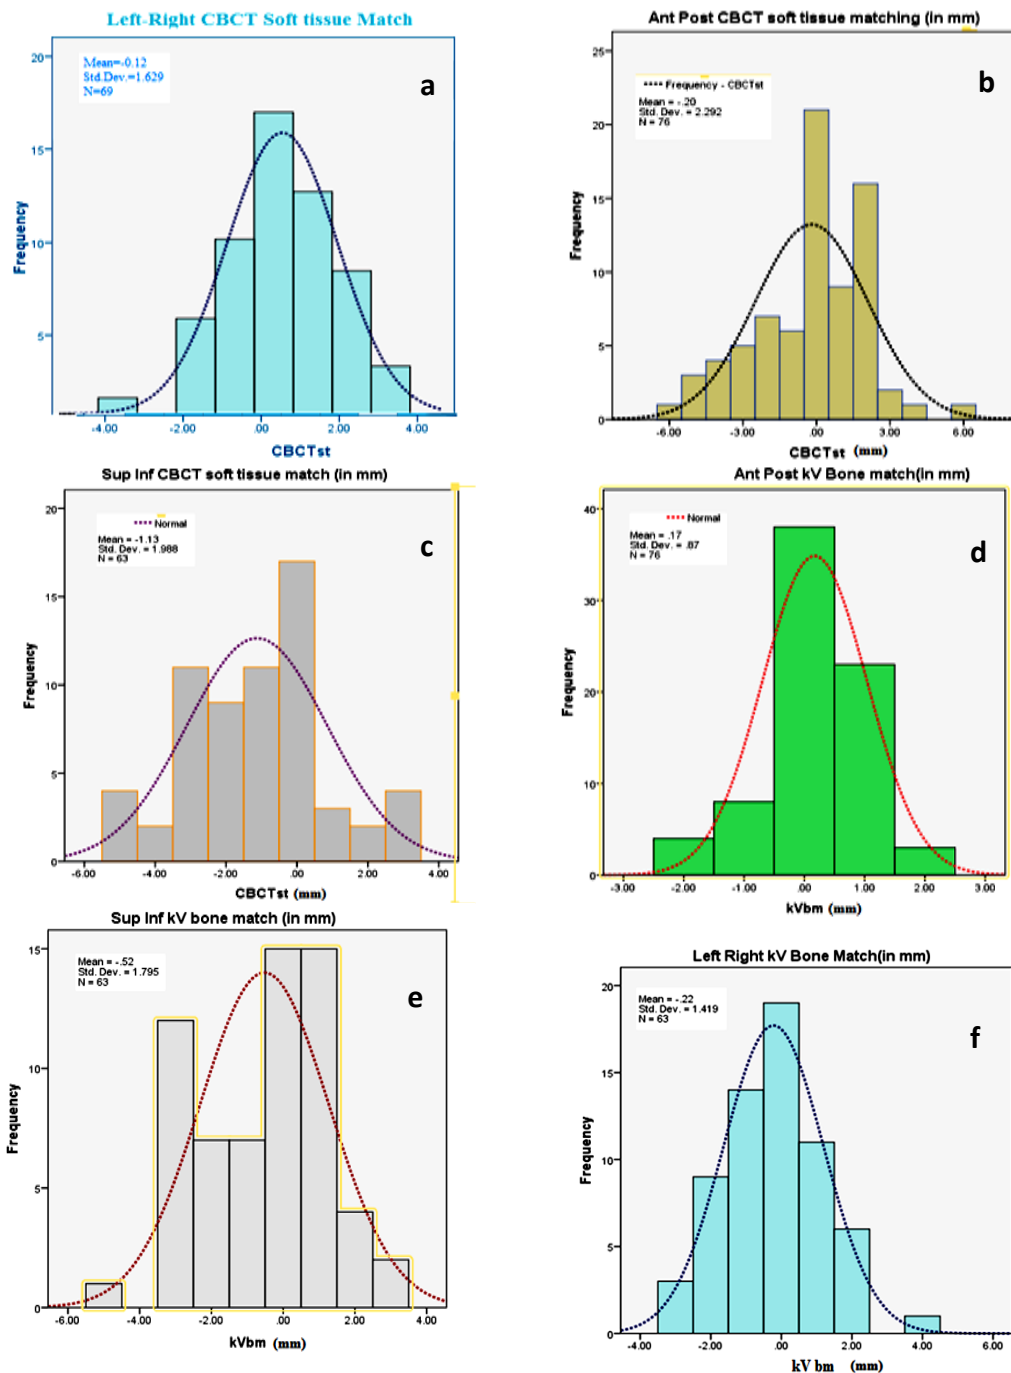 Left-Right CBCT Soft tissue Match
Mean=-0.12
Std.Dev.=1.629
N=69
a
Frequency
20
15
10
5
-4.00 -2.00 .00 2.00 4.00
CBCTst
Ant Post CBCT soft tissue matching (in mm)
Frequency - CBCTst
Mean = -.20
Std. Dev. = 2.292
N = 76
b
Frequency
25
20
15
10
5
0
-6.00 -3.00 .00 3.00 6.00
CBCTst (mm)
Sup Inf CBCT soft tissue match (in mm)
Normal
Mean = -1.13
Std. Dev. = 1.988
N = 63
c
Frequency
20
15
10
5
0
-6.00 -4.00 -2.00 .00 2.00 4.00
CBCTst (mm)
Ant Post kV Bone match(in mm)
Normal
Mean = .17
Std. Dev. = .87
N = 76
d
Frequency
40
30
20
10
0
-3.00 -2.00 -1.00 .00 1.00 2.00 3.00
kVbm (mm)
Sup Inf kV bone match (in mm)
Mean = -.52
Std. Dev. = 1.795
N = 63
e
Frequency
15
10
5
0
-6.00 -4.00 -2.00 .00 2.00 4.00
kVbm (mm)
Left Right kV Bone Match(in mm)
Mean = -.22
Std. Dev. = 1.419
N = 63
f
Frequency
20
15
10
5
0
-4.00 -2.00 .00 2.00 4.00 6.00
kV bm (mm)